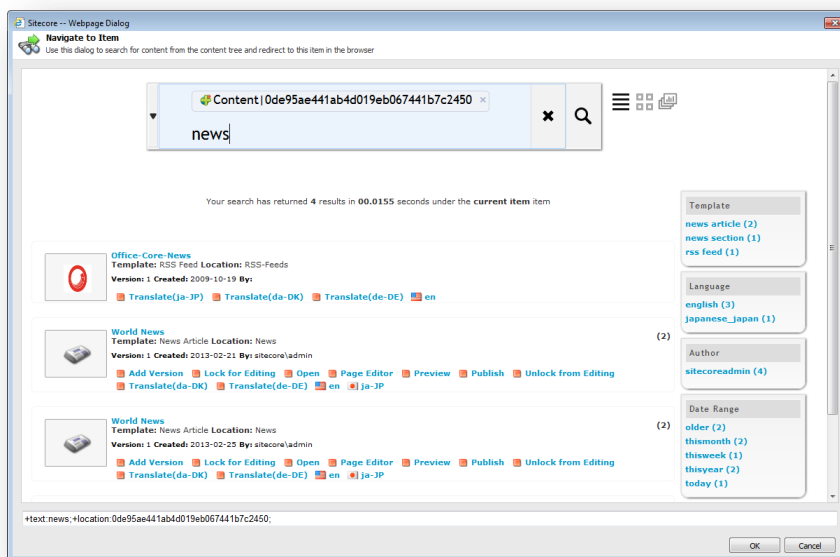 Sitecore -- Webpage Dialog
Navigate to Item
Use this dialog to search for content from the content tree and redirect to this item in the browser
Content|0de95ae441ab4d019eb067441b7c2450 ×
news
Your search has returned 4 results in 00.0155 seconds under the current item item
Office-Core-News
Template: RSS Feed Location: RSS-Feeds
Version: 1 Created: 2009-10-19 By:
Translate(ja-JP) Translate(da-DK) Translate(de-DE) en
World News
(2)
Template: News Article Location: News
Version: 1 Created: 2013-02-21 By: sitecore\admin
Add Version Lock for Editing Open Page Editor Preview Publish Unlock from Editing
Translate(da-DK) Translate(de-DE) en ja-JP
World News
(2)
Template: News Article Location: News
Version: 1 Created: 2013-02-25 By: sitecore\admin
Add Version Lock for Editing Open Page Editor Preview Publish Unlock from Editing
Translate(da-DK) Translate(de-DE) en ja-JP
Template
news article (2)
news section (1)
rss feed (1)
Language
english (3)
japanese_japan (1)
Author
sitecoreadmin (4)
Date Range
older (2)
thismonth (2)
thisweek (1)
thisyear (2)
today (1)
+text:news;+location:0de95ae441ab4d019eb067441b7c2450;
OK Cancel